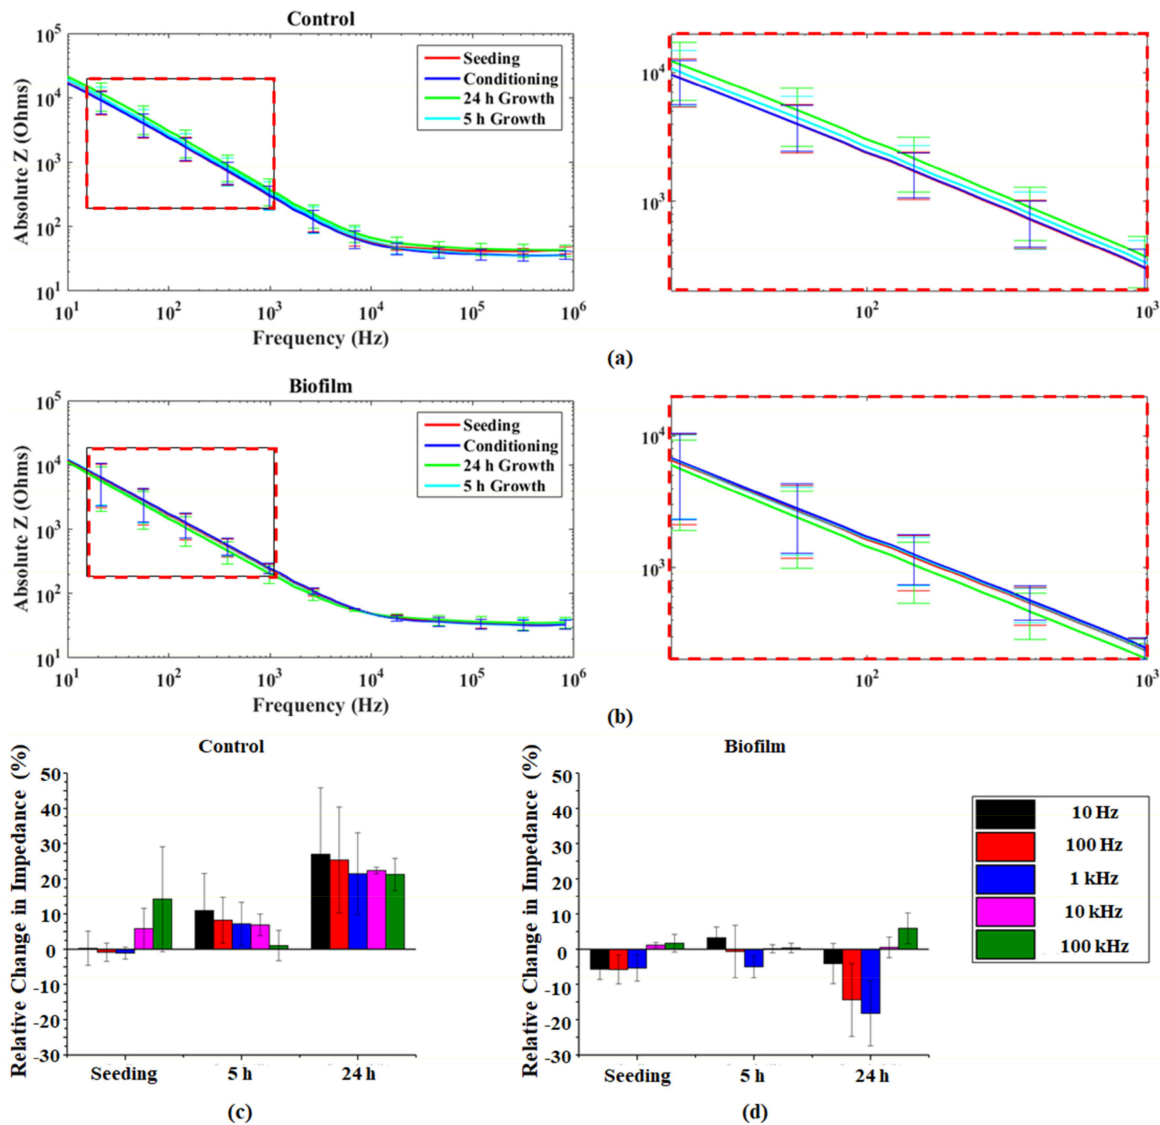 Control
Absolute Z (Ohms)
10^5
10^4
10^3
10^2
10^1
Seeding
Conditioning
24 h Growth
5 h Growth
10^1 10^2 10^3 10^4 10^5 10^6
Frequency (Hz)
10^4
10^3
10^2 10^3
(a)
Biofilm
Absolute Z (Ohms)
10^5
10^4
10^3
10^2
10^1
Seeding
Conditioning
24 h Growth
5 h Growth
10^1 10^2 10^3 10^4 10^5 10^6
Frequency (Hz)
10^4
10^3
10^2 10^3
(b)
Control
Relative Change in Impedance (%)
50
40
30
20
10
0
-10
-20
-30
Seeding 5 h 24 h
(c)
Biofilm
Relative Change in Impedance (%)
50
40
30
20
10
0
-10
-20
-30
Seeding 5 h 24 h
(d)
10 Hz
100 Hz
1 kHz
10 kHz
100 kHz